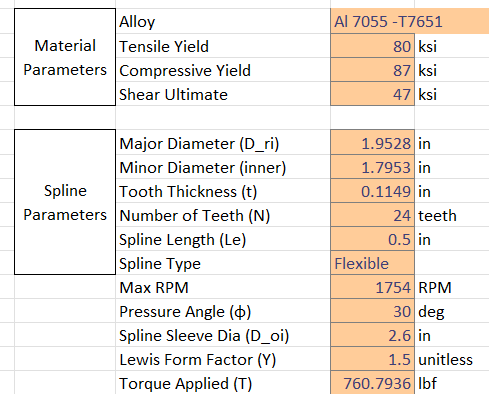 Material Parameters
Alloy Al 7055 -T7651
Tensile Yield 80 ksi
Compressive Yield 87 ksi
Shear Ultimate 47 ksi
Spline Parameters
Major Diameter (D_ri) 1.9528 in
Minor Diameter (inner) 1.7953 in
Tooth Thickness (t) 0.1149 in
Number of Teeth (N) 24 teeth
Spline Length (Le) 0.5 in
Spline Type Flexible
Max RPM 1754 RPM
Pressure Angle (ϕ) 30 deg
Spline Sleeve Dia (D_oi) 2.6 in
Lewis Form Factor (Y) 1.5 unitless
Torque Applied (T) 760.7936 lbf